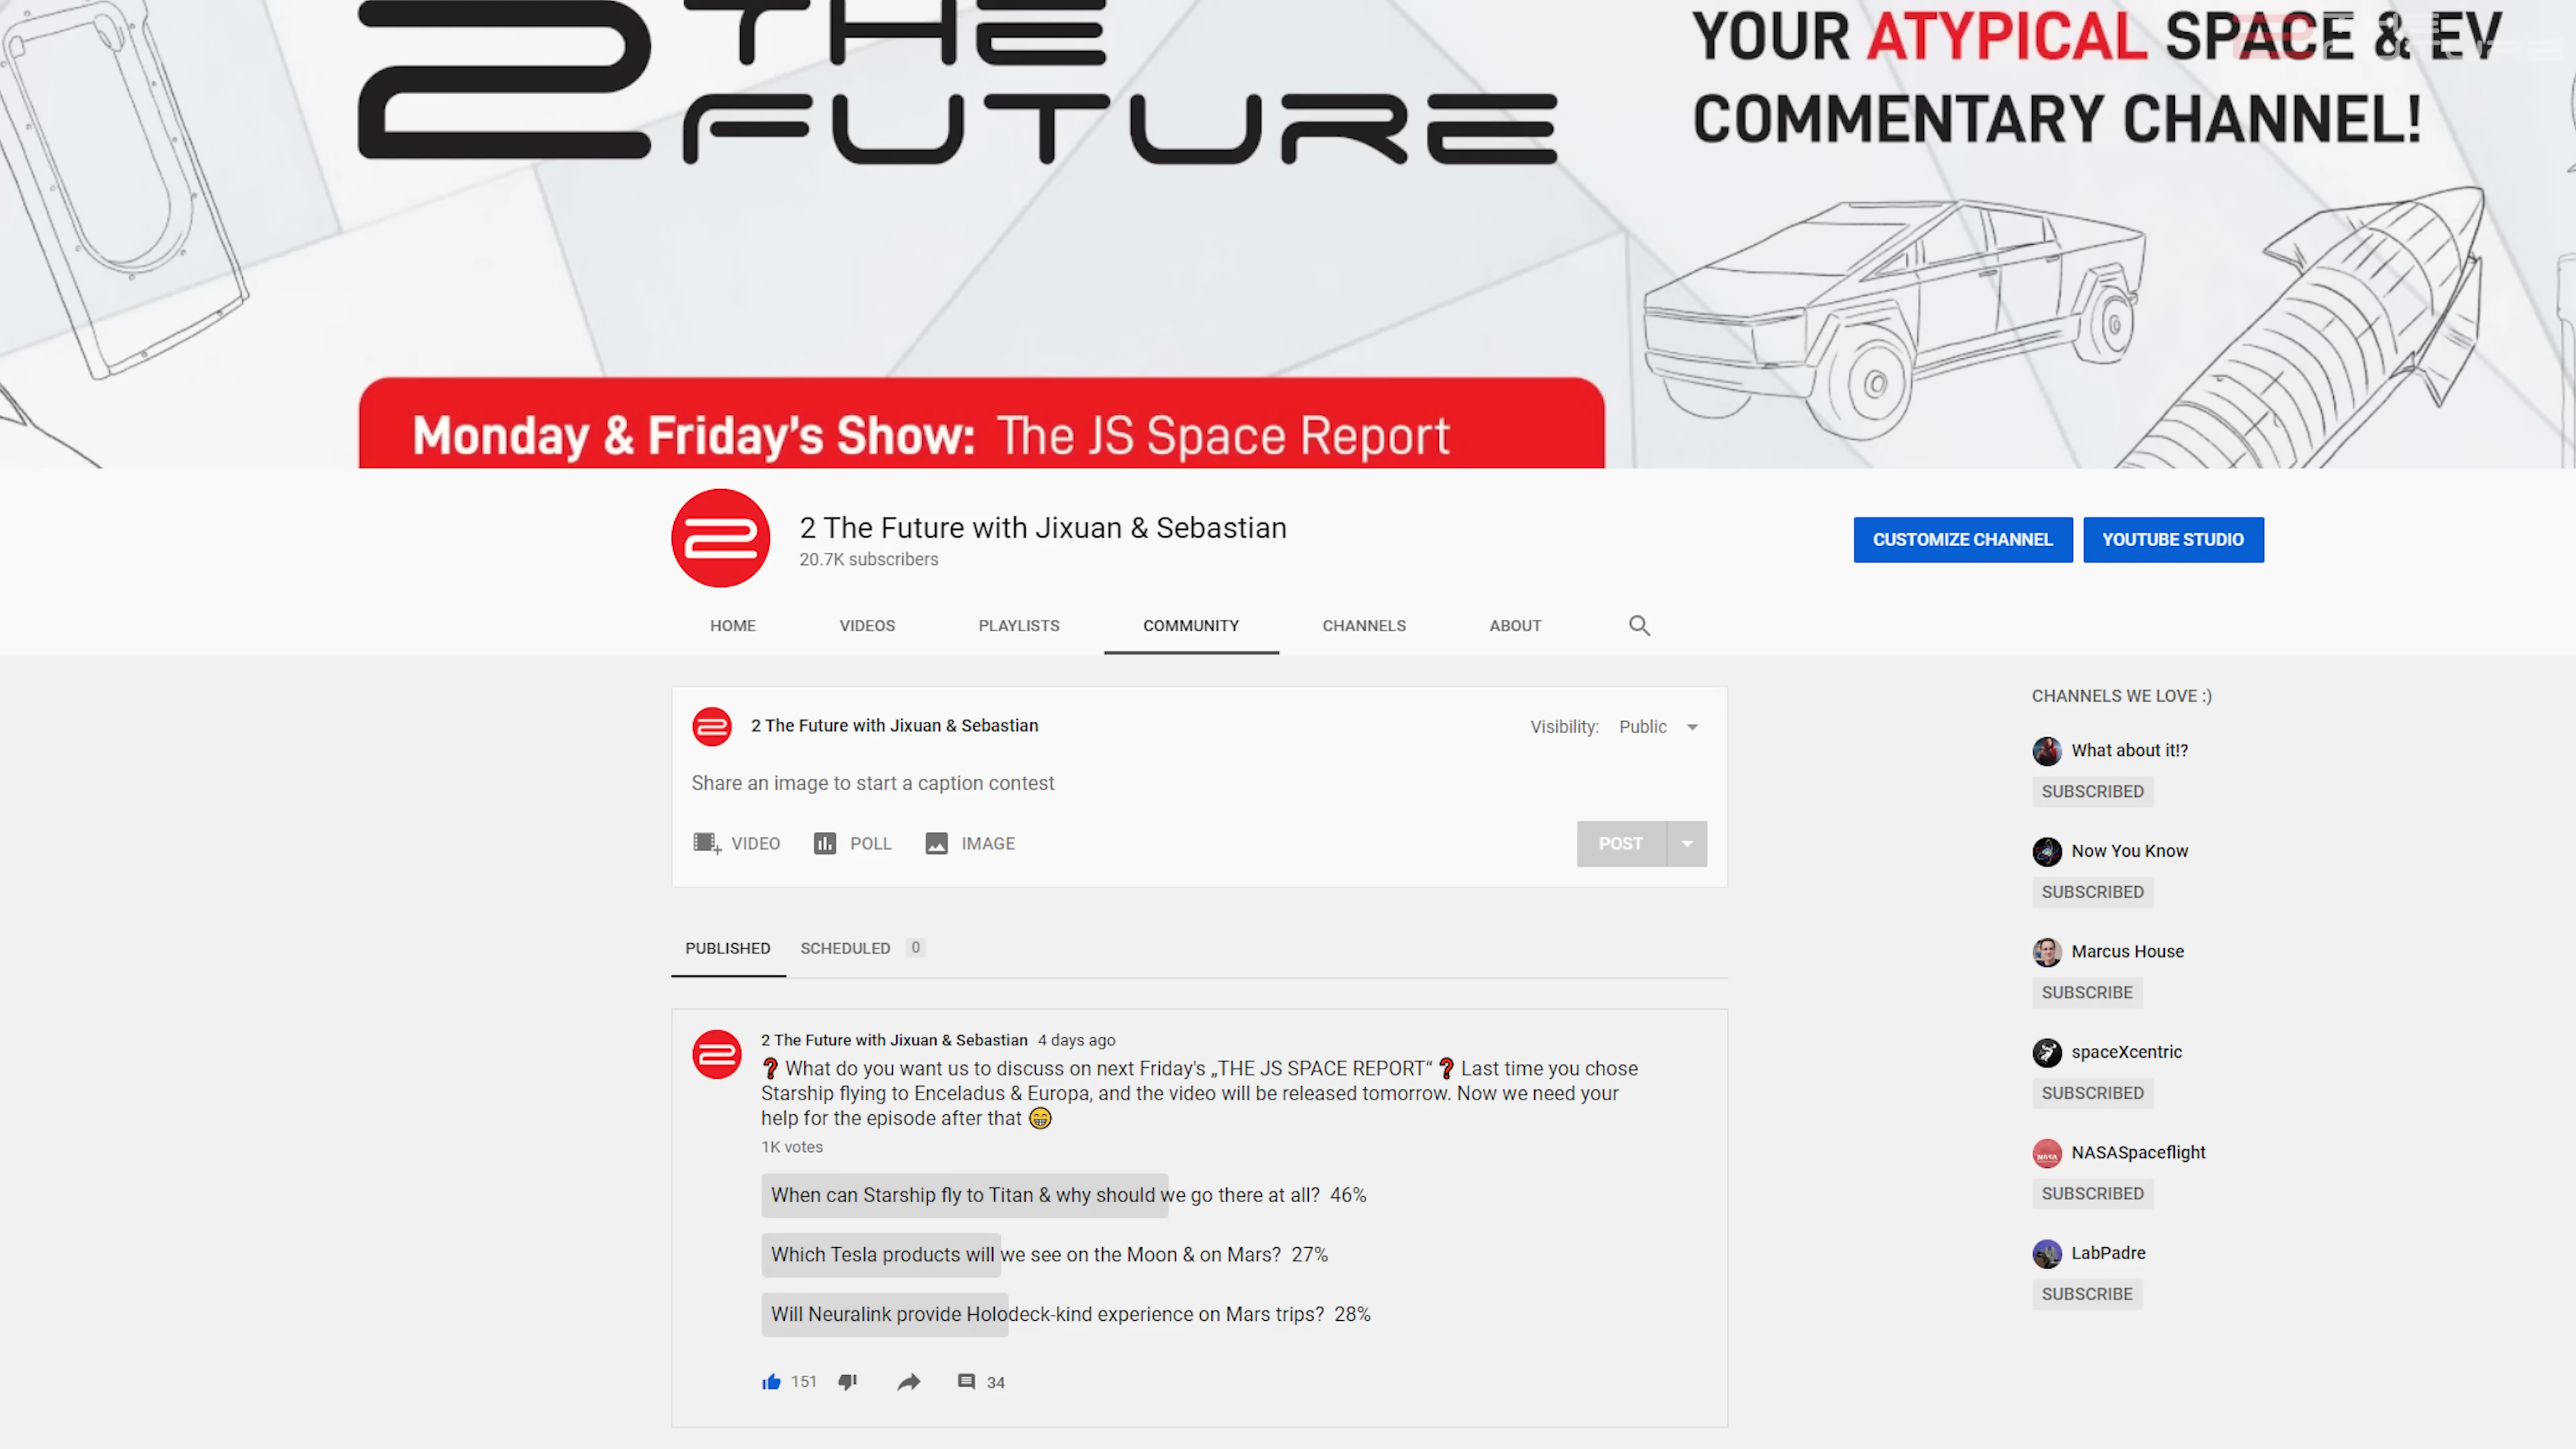 2 THE
FUTURE
YOUR ATYPICAL SPACE & EV
COMMENTARY CHANNEL!
Monday & Friday's Show: The JS Space Report
2 The Future with Jixuan & Sebastian
20.7K subscribers
CUSTOMIZE CHANNEL
YOUTUBE STUDIO
HOME
VIDEOS
PLAYLISTS
COMMUNITY
CHANNELS
ABOUT
2 The Future with Jixuan & Sebastian
Visibility: Public
Share an image to start a caption contest
VIDEO
POLL
IMAGE
POST
PUBLISHED
SCHEDULED 0
2 The Future with Jixuan & Sebastian 4 days ago
❓ What do you want us to discuss on next Friday's „THE JS SPACE REPORT“ ❓ Last time you chose
Starship flying to Enceladus & Europa, and the video will be released tomorrow. Now we need your
help for the episode after that 😁
1K votes
When can Starship fly to Titan & why should we go there at all? 46%
Which Tesla products will we see on the Moon & on Mars? 27%
Will Neuralink provide Holodeck-kind experience on Mars trips? 28%
151
34
CHANNELS WE LOVE :)
What about it!?
SUBSCRIBED
Now You Know
SUBSCRIBED
Marcus House
SUBSCRIBE
spaceXcentric
SUBSCRIBED
NASASpaceflight
SUBSCRIBED
LabPadre
SUBSCRIBE